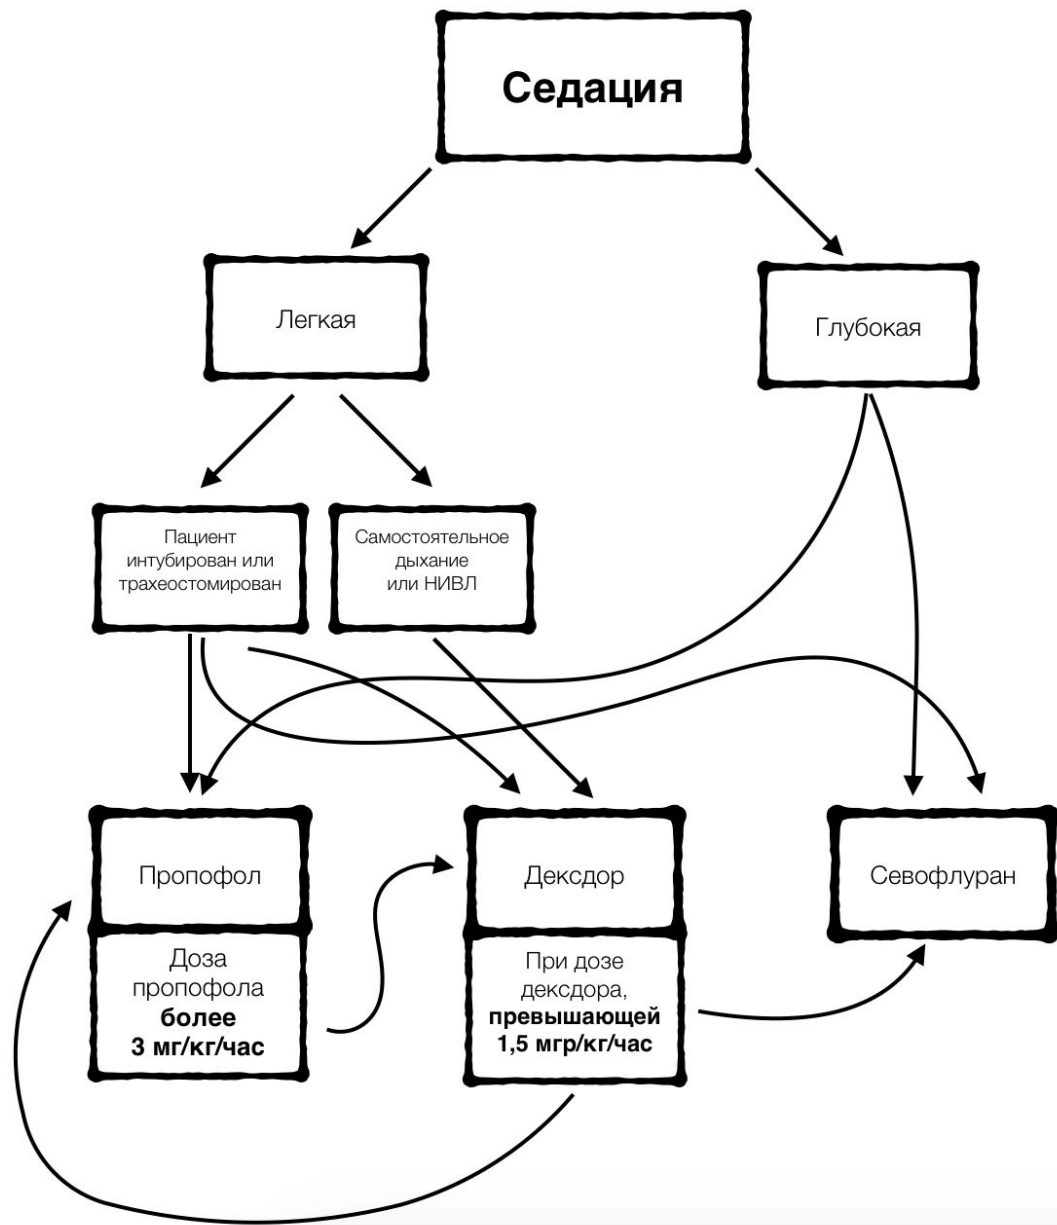 Седация
Легкая
Глубокая
Пациент
интубирован или
трахеостомирован
Самостоятельное
дыхание
или НИВЛ
Пропофол
Дексдор
Севофлуран
Доза
пропофола
более
3 мг/кг/час
При дозе
дексдора,
превышающей
1,5 мгр/кг/час